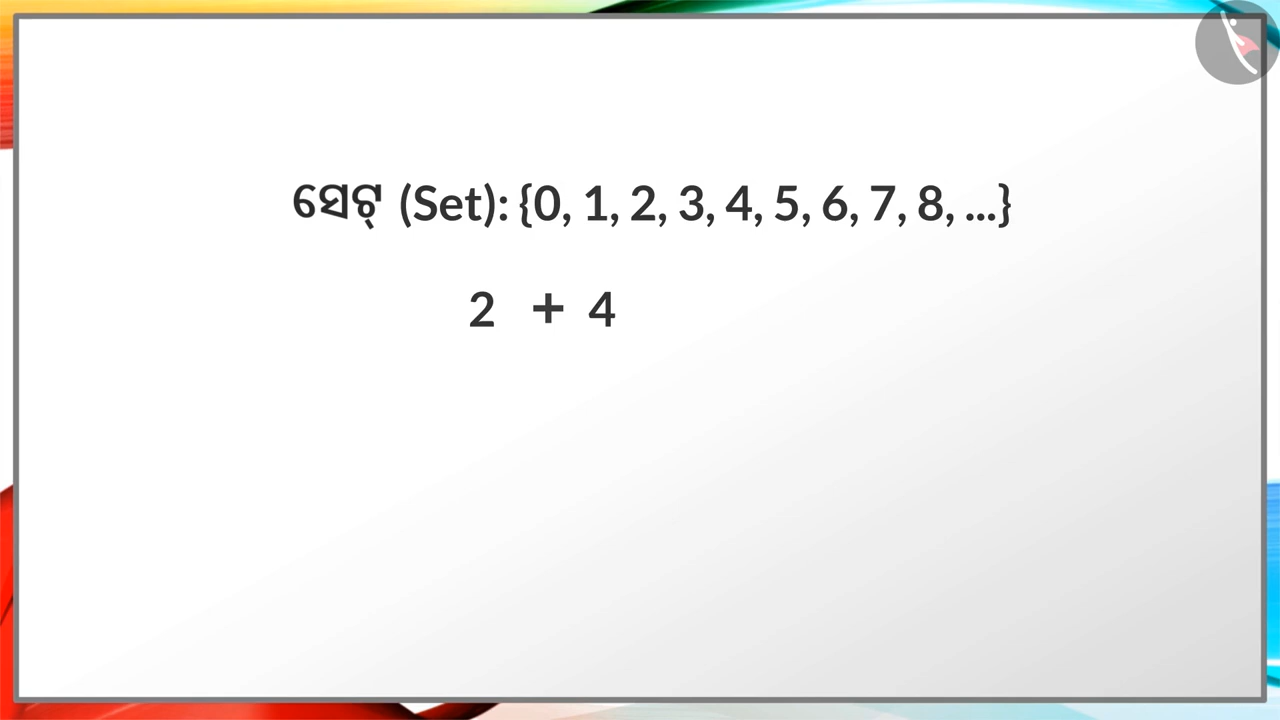 ସେଟ୍ (Set): {0, 1, 2, 3, 4, 5, 6, 7, 8, ...}
2 + 4